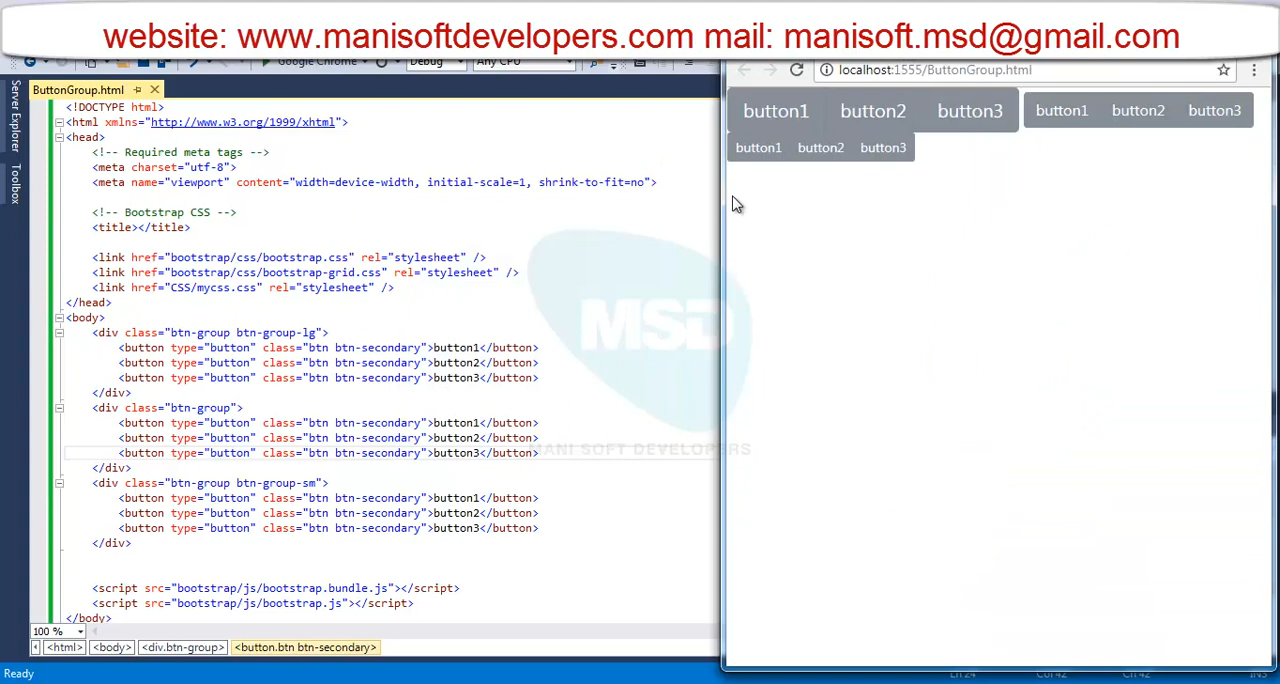 website: www.manisoftdevelopers.com mail: manisoft.msd@gmail.com
Google Chrome
Debug
Any CPU
Server Explorer
Toolbox
ButtonGroup.html
<!DOCTYPE html>
<html xmlns="http://www.w3.org/1999/xhtml">
<head>
<!-- Required meta tags -->
<meta charset="utf-8">
<meta name="viewport" content="width=device-width, initial-scale=1, shrink-to-fit=no">
<!-- Bootstrap CSS -->
<title></title>
<link href="bootstrap/css/bootstrap.css" rel="stylesheet" />
<link href="bootstrap/css/bootstrap-grid.css" rel="stylesheet" />
<link href="CSS/mycss.css" rel="stylesheet" />
</head>
<body>
<div class="btn-group btn-group-lg">
<button type="button" class="btn btn-secondary">button1</button>
<button type="button" class="btn btn-secondary">button2</button>
<button type="button" class="btn btn-secondary">button3</button>
</div>
<div class="btn-group">
<button type="button" class="btn btn-secondary">button1</button>
<button type="button" class="btn btn-secondary">button2</button>
<button type="button" class="btn btn-secondary">button3</button>
</div>
<div class="btn-group btn-group-sm">
<button type="button" class="btn btn-secondary">button1</button>
<button type="button" class="btn btn-secondary">button2</button>
<button type="button" class="btn btn-secondary">button3</button>
</div>
<script src="bootstrap/js/bootstrap.bundle.js"></script>
<script src="bootstrap/js/bootstrap.js"></script>
</body>
100 %
<html> <body> <div.btn-group> <button.btn btn-secondary>
Ready
Ln 24 Col 42 Ch 42 INS
MSD
MANI SOFT DEVELOPERS
localhost:1555/ButtonGroup.html
button1 button2 button3 button1 button2 button3
button1 button2 button3